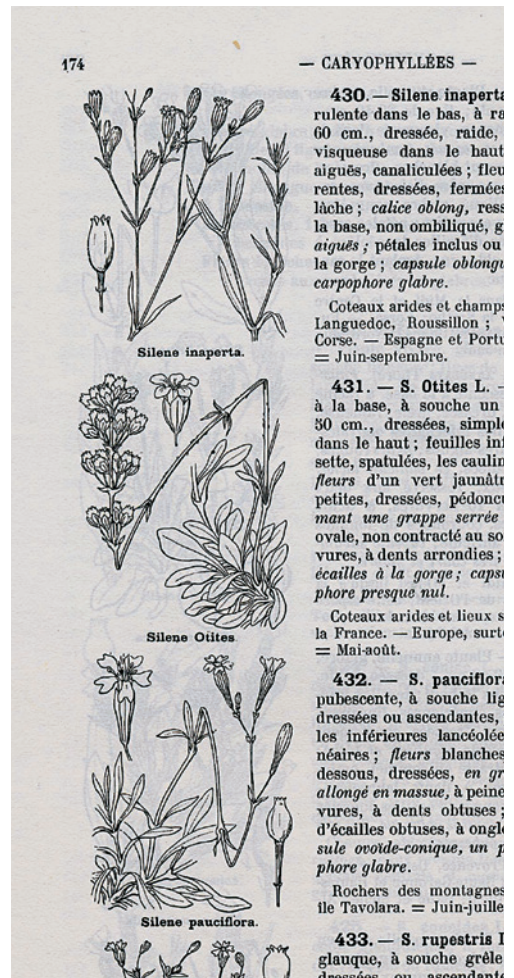 174
— CARYOPHYLLÉES —
430. — Silene inaperta
rulente dans le bas, à ra
60 cm., dressée, raide,
visqueuse dans le haut
aiguës, canaliculées ; fleu
rentes, dressées, fermées
lâche ; calice oblong, ress
la base, non ombiliqué, g
aiguës ; pétales inclus ou
la gorge ; capsule oblongu
carpophore glabre.
Coteaux arides et champs
Languedoc, Roussillon ;
Corse. — Espagne et Portu
= Juin-septembre.
Silene inaperta.
431. — S. Otites L. -
à la base, à souche un
50 cm., dressées, simple
dans le haut ; feuilles inf
sette, spatulées, les caulin
fleurs d'un vert jaunâtr
petites, dressées, pédoncu
mant une grappe serrée
ovale, non contracté au so
vures, à dents arrondies ;
écailles à la gorge ; capsu
phore presque nul.
Coteaux arides et lieux s
la France. — Europe, surto
= Mai-août.
Silene Otites
432. — S. pauciflora
pubescente, à souche lig
dressées ou ascendantes,
les inférieures lancéolée
néaires ; fleurs blanches
dessous, dressées, en gr
allongé en massue, à peine
vures, à dents obtuses ;
d'écailles obtuses, à ongle
sule ovoïde-conique, un p
phore glabre.
Rochers des montagnes
île Tavolara. = Juin-juille
Silene pauciflora.
433. — S. rupestris L
glauque, à souche grêle
dressées ou ascendante